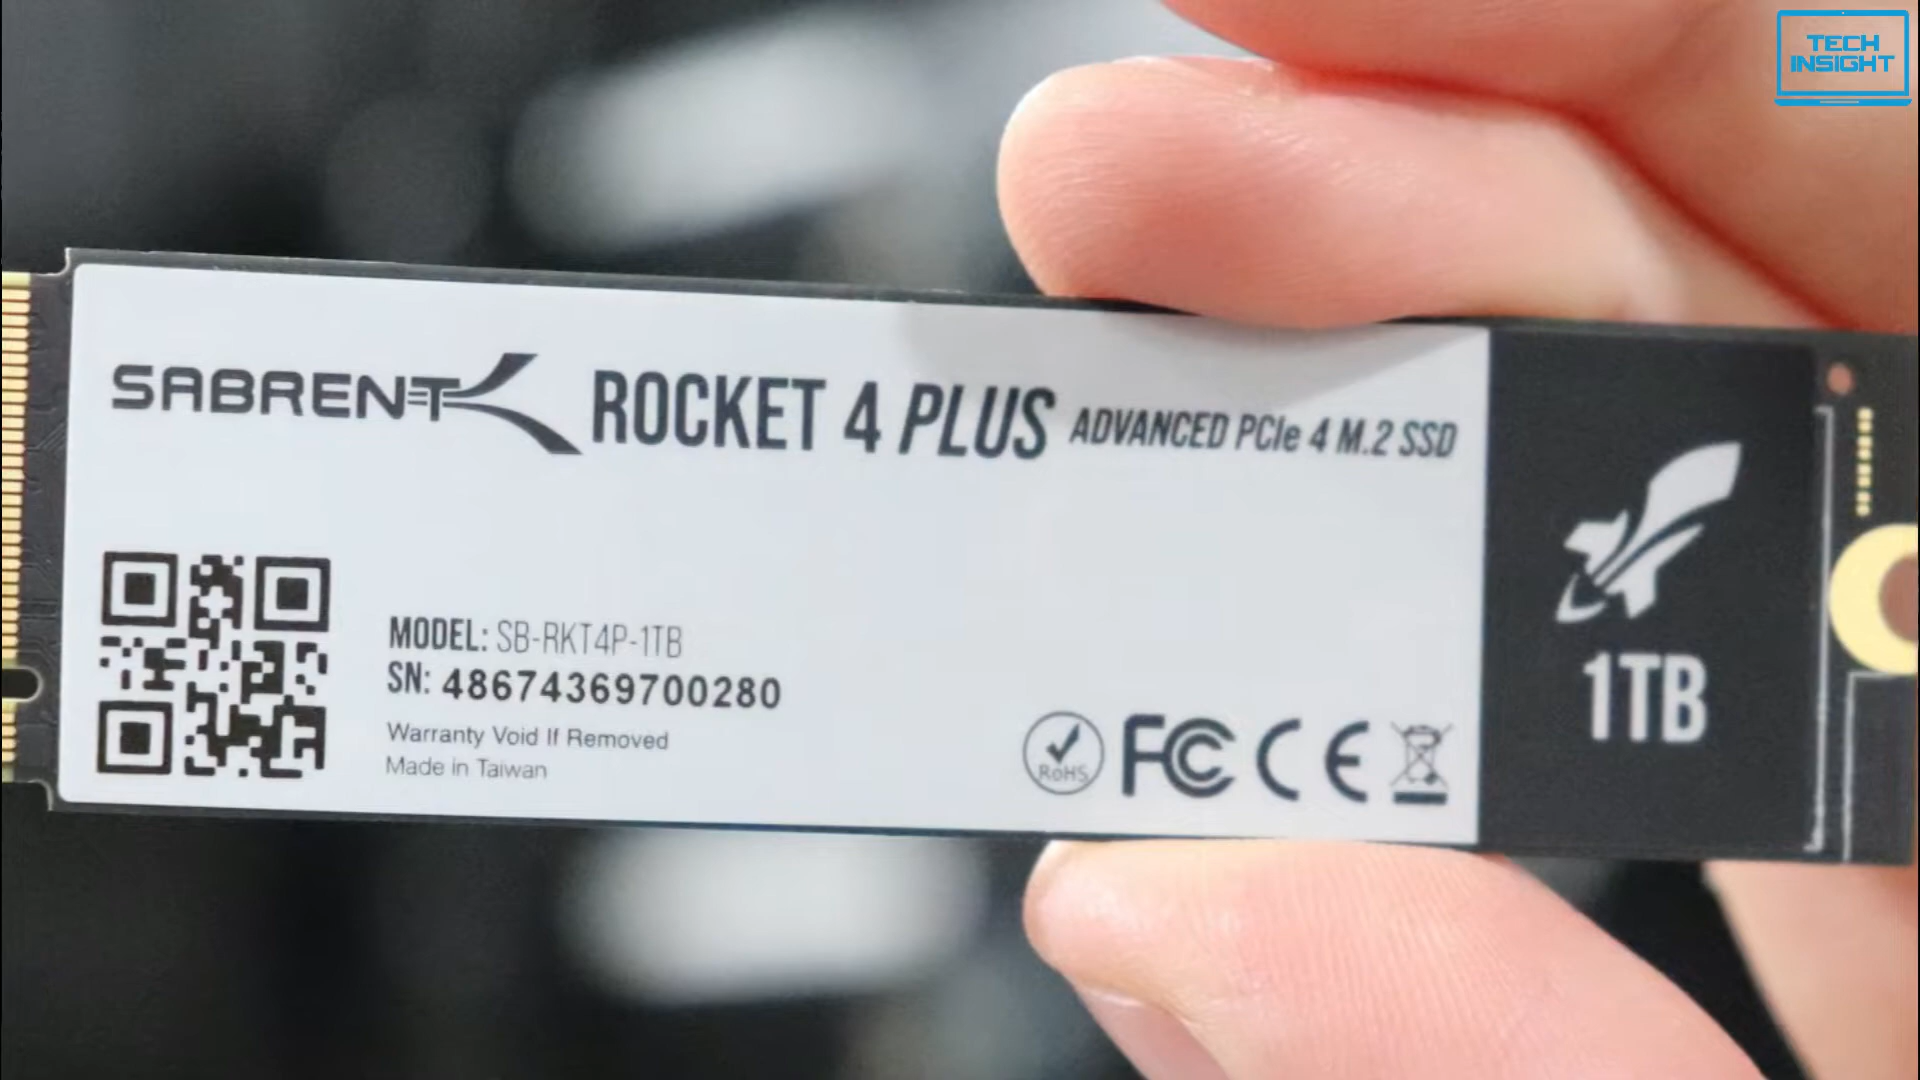 TECH
INSIGHT
SABRENT ROCKET 4 PLUS ADVANCED PCIe 4 M.2 SSD
MODEL: SB-RKT4P-1TB
SN: 48674369700280
Warranty Void If Removed
Made in Taiwan
RoHS FC CE
1TB